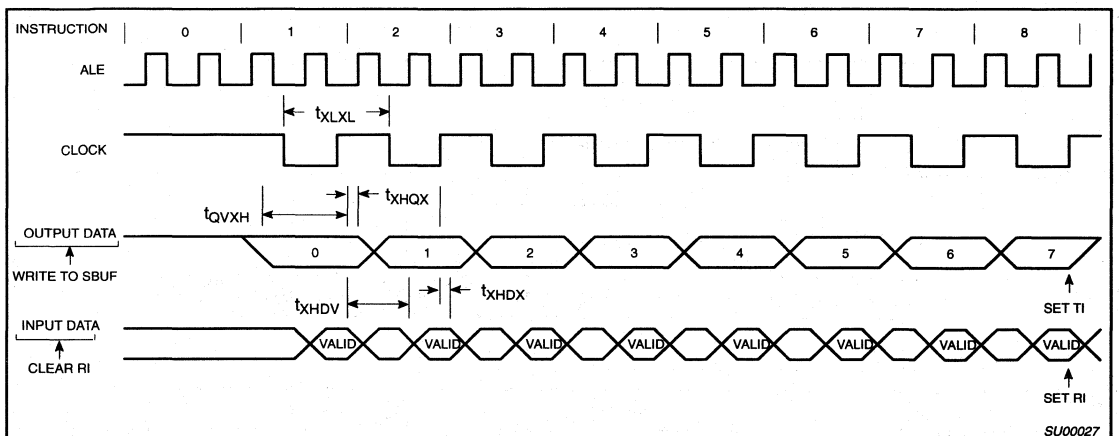 INSTRUCTION 0 1 2 3 4 5 6 7 8
ALE
tXLXL
CLOCK
tXHQX
tQVXH
OUTPUT DATA 0 1 2 3 4 5 6 7
WRITE TO SBUF
tXHDV tXHDX
SET TI
INPUT DATA VALID VALID VALID VALID VALID VALID VALID VALID
CLEAR RI
SET RI
SU00027